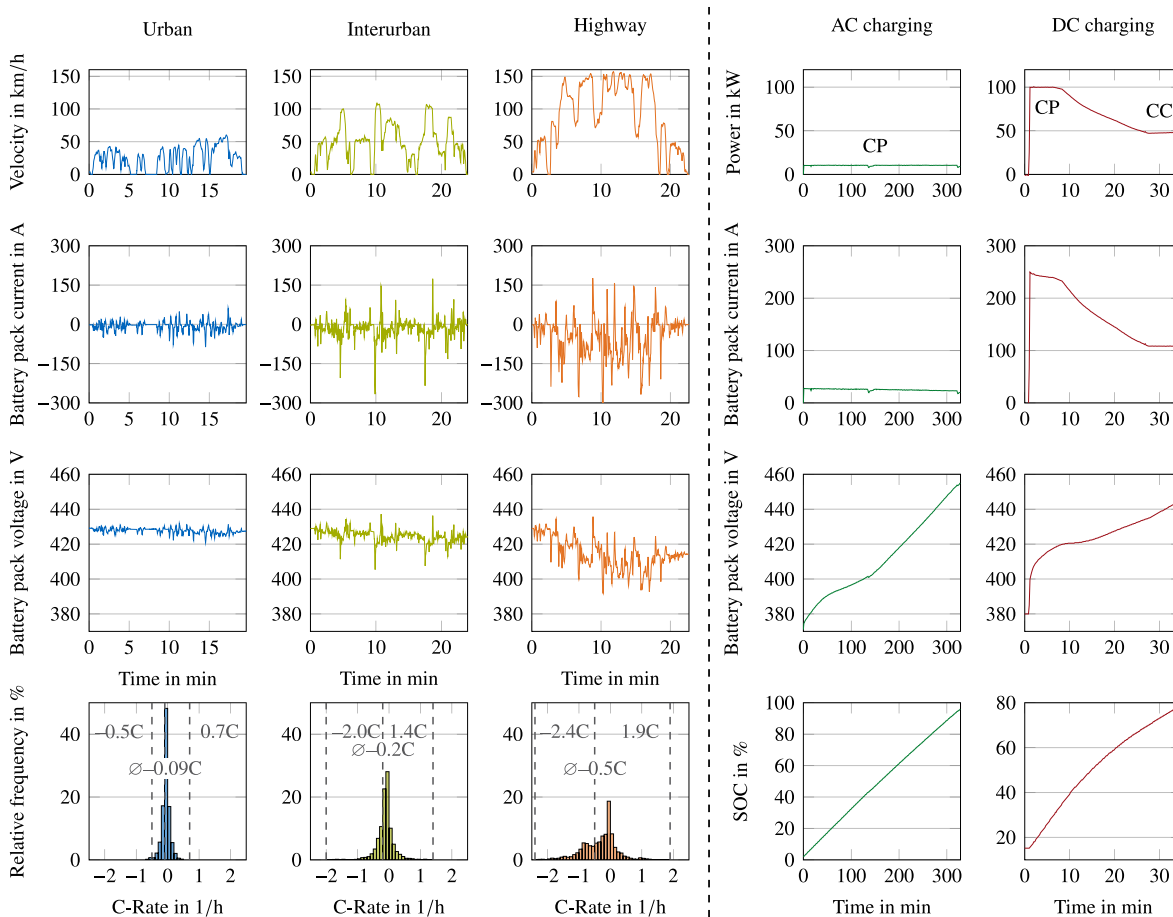 Urban Interurban Highway AC charging DC charging
Velocity in km/h
150
100
50
0
0 5 10 15
0 10 20
0 10 20
Power in kW
100
50
0
CP
0 100 200 300
100
50
0
CP CC
0 10 20 30
Battery pack current in A
300
150
0
−150
−300
0 5 10 15
300
150
0
−150
−300
0 10 20
300
150
0
−150
−300
0 10 20
Battery pack current in A
300
200
100
0
0 100 200 300
300
200
100
0
0 10 20 30
Battery pack voltage in V
460
440
420
400
380
0 5 10 15
Time in min
460
440
420
400
380
0 10 20
Time in min
460
440
420
400
380
0 10 20
Time in min
Battery pack voltage in V
460
440
420
400
380
0 100 200 300
460
440
420
400
380
0 10 20 30
Relative frequency in %
40
20
0
−0.5C 0.7C
∅−0.09C
−2 −1 0 1 2
C-Rate in 1/h
40
20
0
−2.0C 1.4C
∅−0.2C
−2 −1 0 1 2
C-Rate in 1/h
40
20
0
−2.4C 1.9C
∅−0.5C
−2 −1 0 1 2
C-Rate in 1/h
SOC in %
100
80
60
40
20
0
0 100 200 300
Time in min
80
60
40
20
0 10 20 30
Time in min